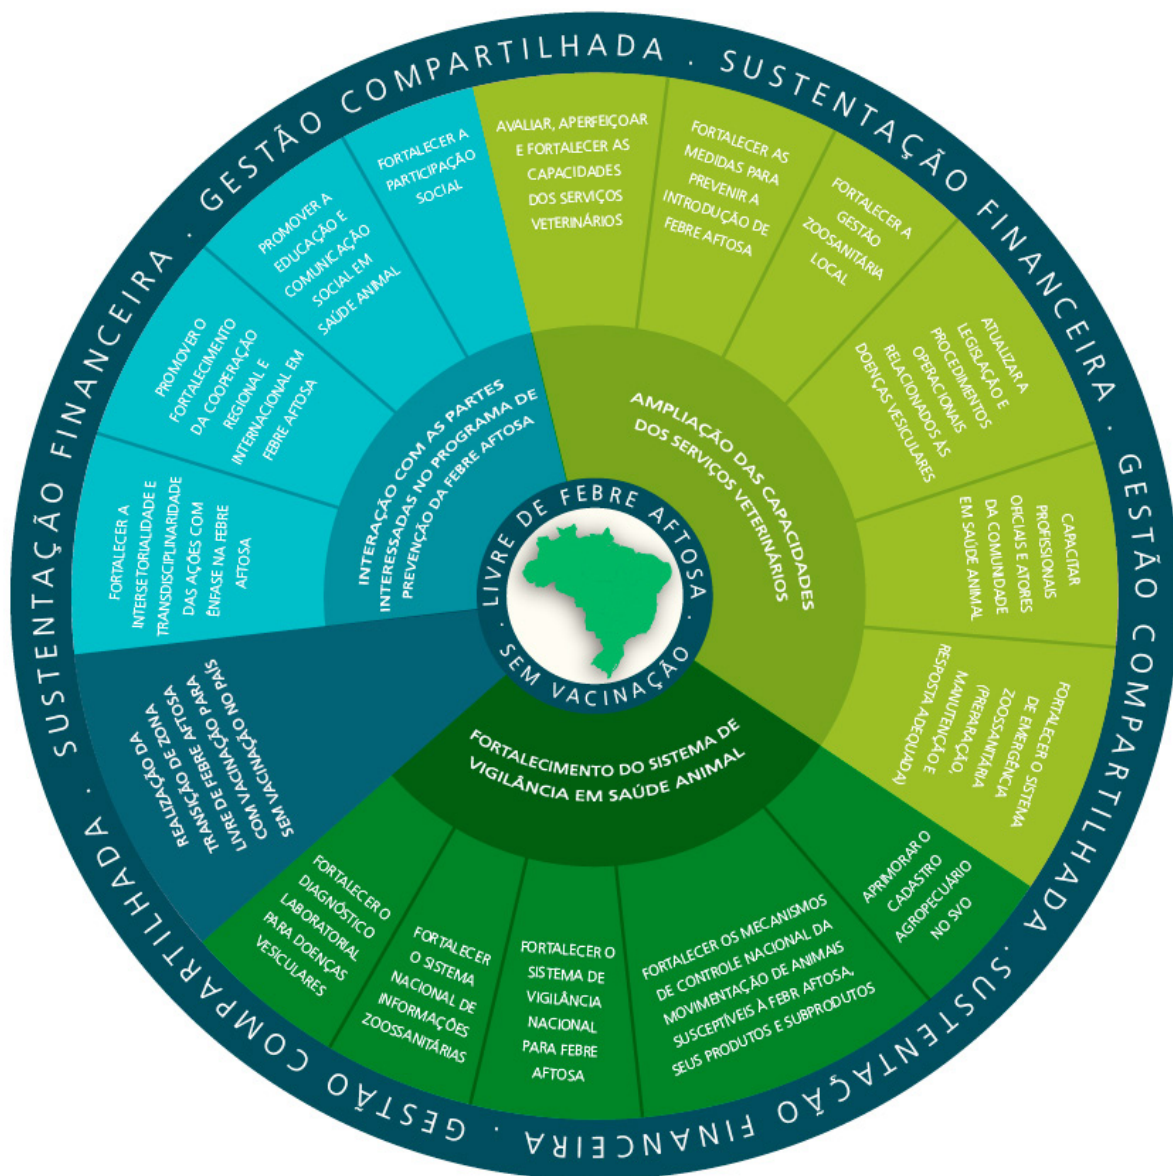 SUSTENTAÇÃO FINANCEIRA . GESTÃO COMPARTILHADA . SUSTENTAÇÃO FINANCEIRA . GESTÃO COMPARTILHADA . SUSTENTAÇÃO FINANCEIRA . GESTÃO COMPARTILHADA .
AVALIAR, APERFEIÇOAR
E FORTALECER AS
CAPACIDADES
DOS SERVIÇOS
VETERINÁRIOS
FORTALECER AS
MEDIDAS PARA
PREVENIR A
INTRODUÇÃO DE
FEBRE AFTOSA
FORTALECER A
GESTÃO
ZOOSANITÁRIA
LOCAL
ATUALIZAR A
LEGISLAÇÃO E
PROCEDIMENTOS
OPERACIONAIS
RELACIONADOS ÀS
DOENÇAS VESICULARES
CAPACITAR
PROFISSIONAIS
OFICIAIS E ATORES
DA COMUNIDADE
EM SAÚDE ANIMAL
FORTALECER O SISTEMA
DE EMERGÊNCIA
ZOOSSANITÁRIA
(PREPARAÇÃO,
MANUTENÇÃO E
RESPOSTA ADEQUADA)
AMPLIAÇÃO DAS CAPACIDADES
DOS SERVIÇOS VETERINÁRIOS
APRIMORAR O
CADASTRO
AGROPECUÁRIO
NO SVO
FORTALECER OS MECANISMOS
DE CONTROLE NACIONAL DA
MOVIMENTAÇÃO DE ANIMAIS
SUSCEPTÍVEIS À FEBR AFTOSA,
SEUS PRODUTOS E SUBPRODUTOS
FORTALECER O
SISTEMA DE
VIGILÂNCIA
NACIONAL
PARA FEBRE
AFTOSA
FORTALECER
O SISTEMA
NACIONAL DE
INFORMAÇÕES
ZOOSSANITÁRIAS
FORTALECER O
DIAGNÓSTICO
LABORATORIAL
PARA DOENÇAS
VESICULARES
FORTALECIMENTO DO SISTEMA DE
VIGILÂNCIA EM SAÚDE ANIMAL
REALIZAÇÃO DA
TRANSIÇÃO DE ZONA
LIVRE DE FEBRE AFTOSA
COM VACINAÇÃO PARA
SEM VACINAÇÃO NO PAÍS
FORTALECER A
INTERSETORIALIDADE E
TRANSDISCIPLINARIDADE
DAS AÇÕES COM
ÊNFASE NA FEBRE
AFTOSA
PROMOVER O
FORTALECIMENTO
DA COOPERAÇÃO
REGIONAL E
INTERNACIONAL EM
FEBRE AFTOSA
PROMOVER A
EDUCAÇÃO E
COMUNICAÇÃO
SOCIAL EM
SAÚDE ANIMAL
FORTALECER A
PARTICIPAÇÃO
SOCIAL
INTERAÇÃO COM AS PARTES
INTERESSADAS NO PROGRAMA DE
PREVENÇÃO DA FEBRE AFTOSA
. LIVRE DE FEBRE AFTOSA .
SEM VACINAÇÃO